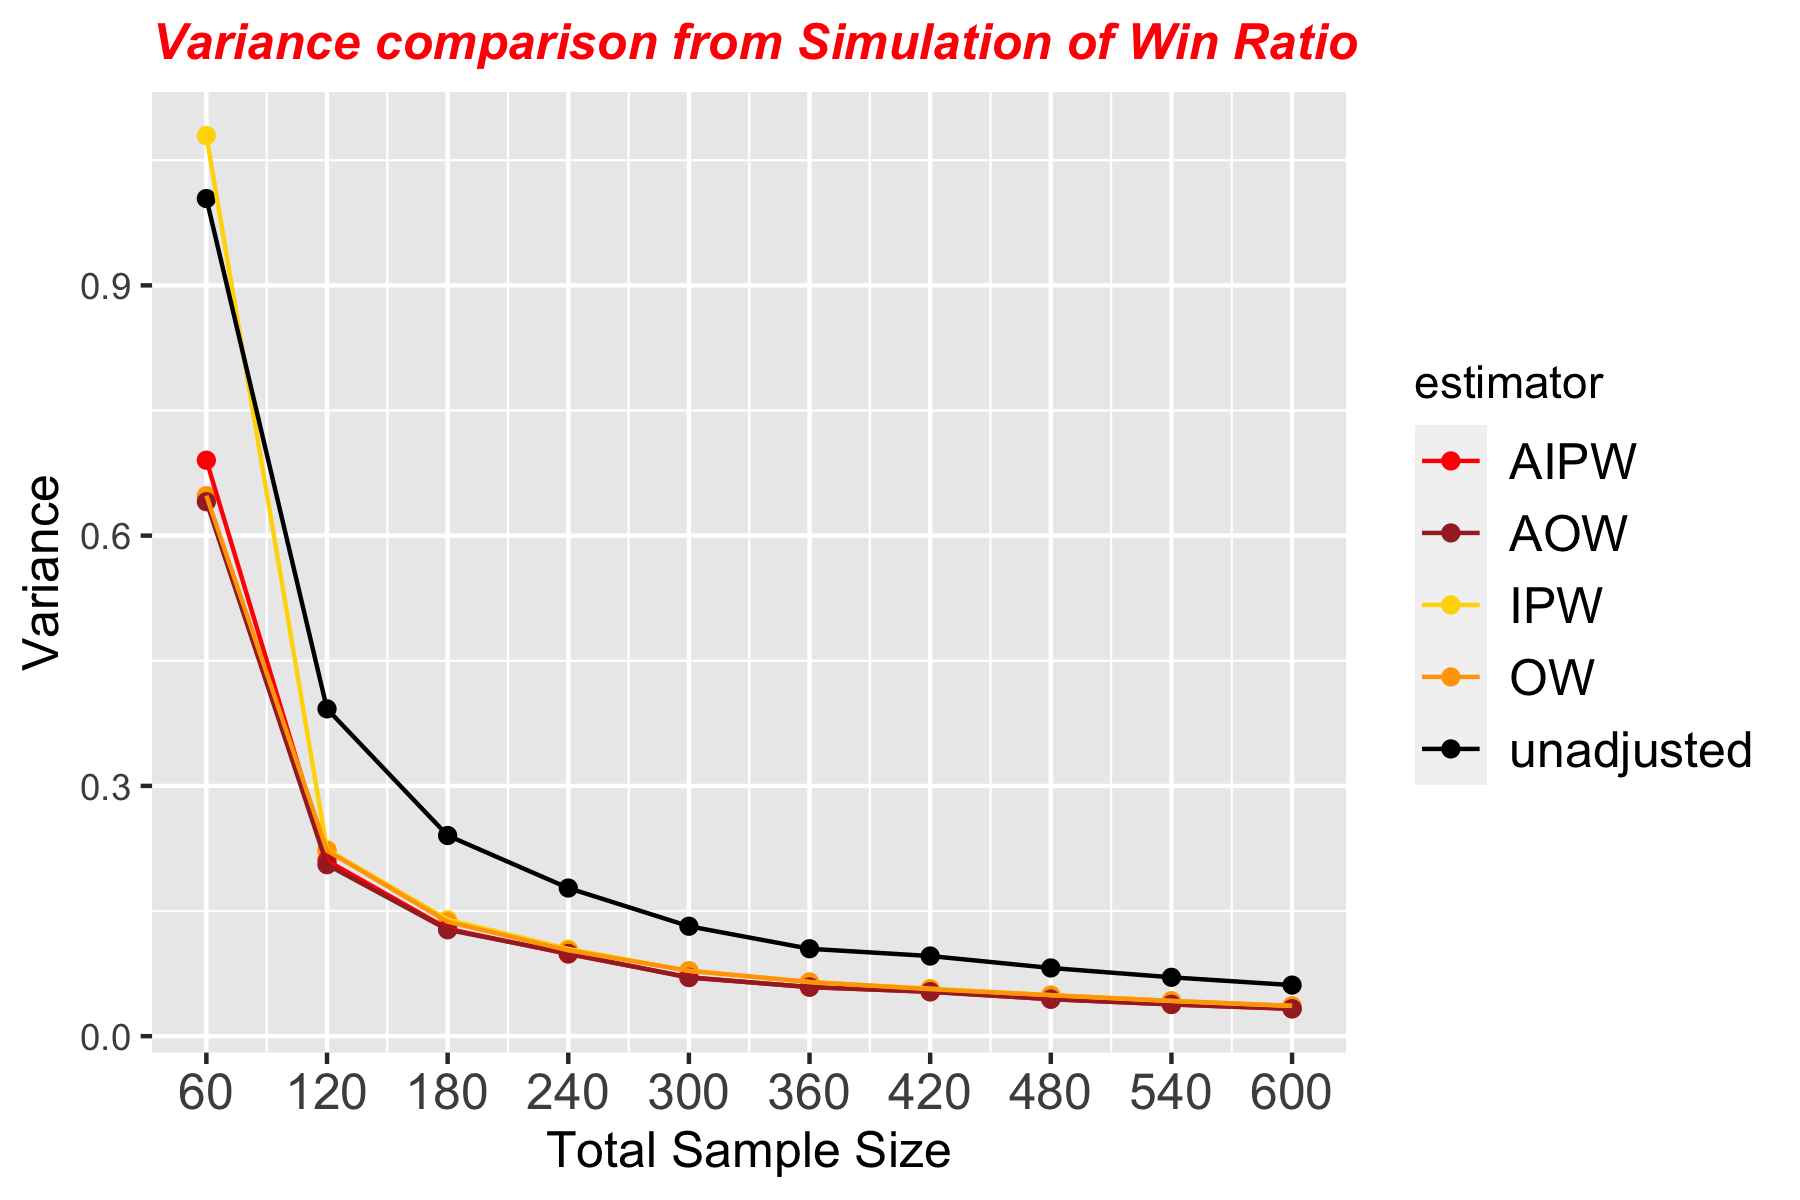 Variance comparison from Simulation of Win Ratio
Variance
0.9
0.6
0.3
0.0
60 120 180 240 300 360 420 480 540 600
Total Sample Size
estimator
AIPW
AOW
IPW
OW
unadjusted